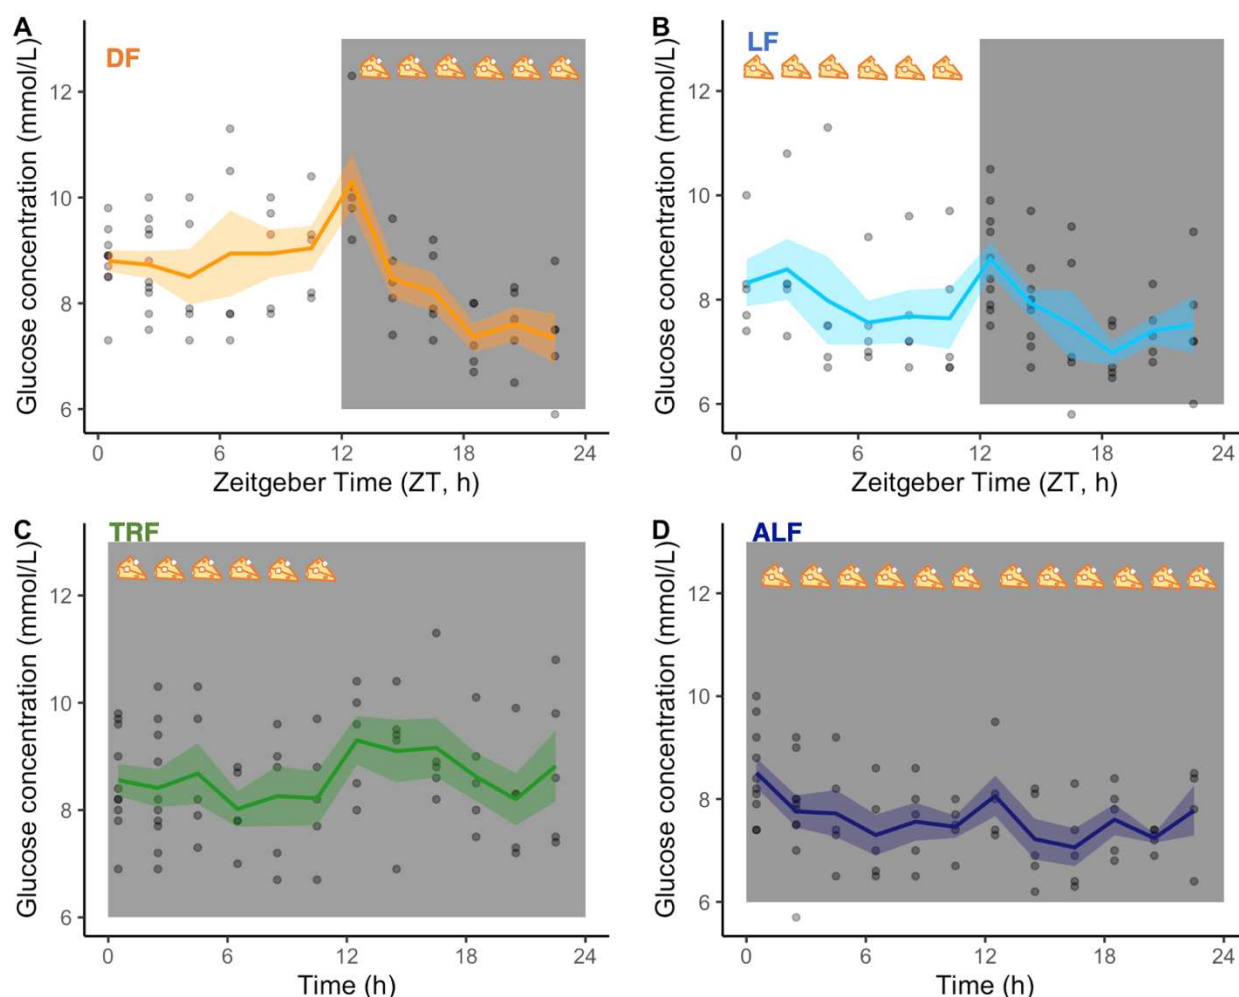 A
DF
Glucose concentration (mmol/L)
12
10
8
6
0 6 12 18 24
Zeitgeber Time (ZT, h)
B
LF
Glucose concentration (mmol/L)
12
10
8
6
0 6 12 18 24
Zeitgeber Time (ZT, h)
C
TRF
Glucose concentration (mmol/L)
12
10
8
6
0 6 12 18 24
Time (h)
D
ALF
Glucose concentration (mmol/L)
12
10
8
6
0 6 12 18 24
Time (h)